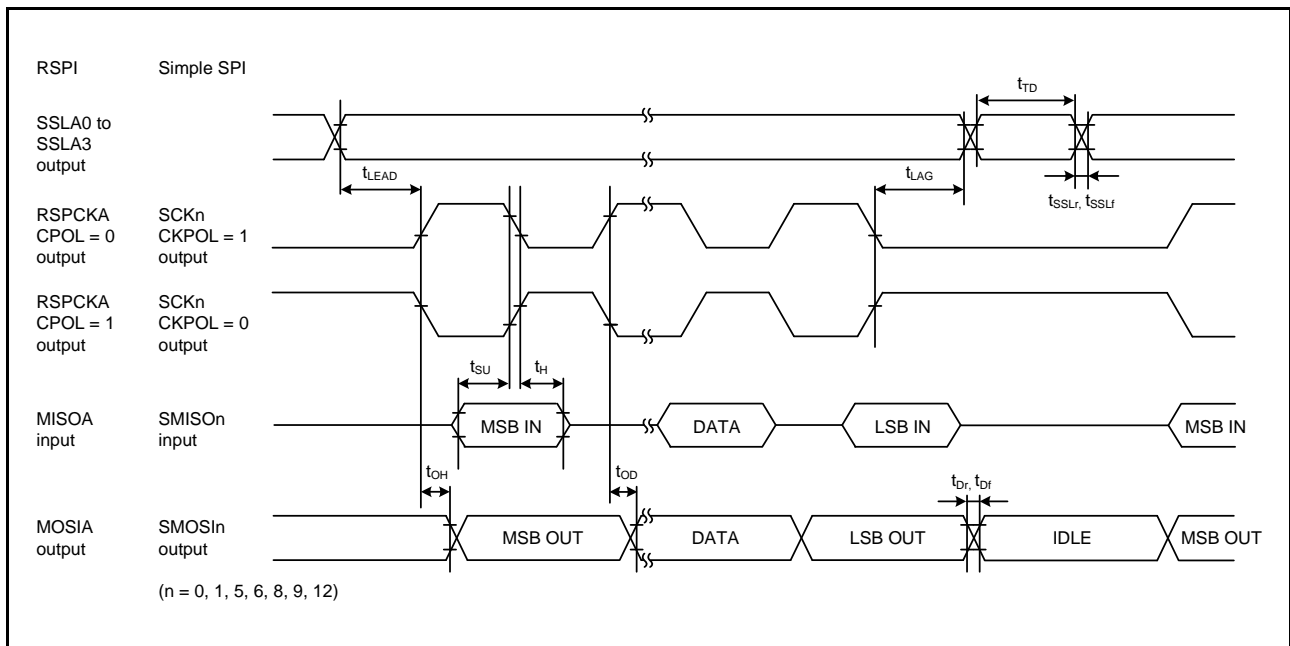 RSPI Simple SPI
tTD
SSLA0 to
SSLA3
output
tLEAD
tLAG
tSSLr, tSSLf
RSPCKA SCKn
CPOL = 0 CKPOL = 1
output output
RSPCKA SCKn
CPOL = 1 CKPOL = 0
output output
tSU tH
MISOA SMISOn
input input
MSB IN DATA LSB IN MSB IN
tOH tOD tDr, tDf
MOSIA SMOSIn
output output
MSB OUT DATA LSB OUT IDLE MSB OUT
(n = 0, 1, 5, 6, 8, 9, 12)